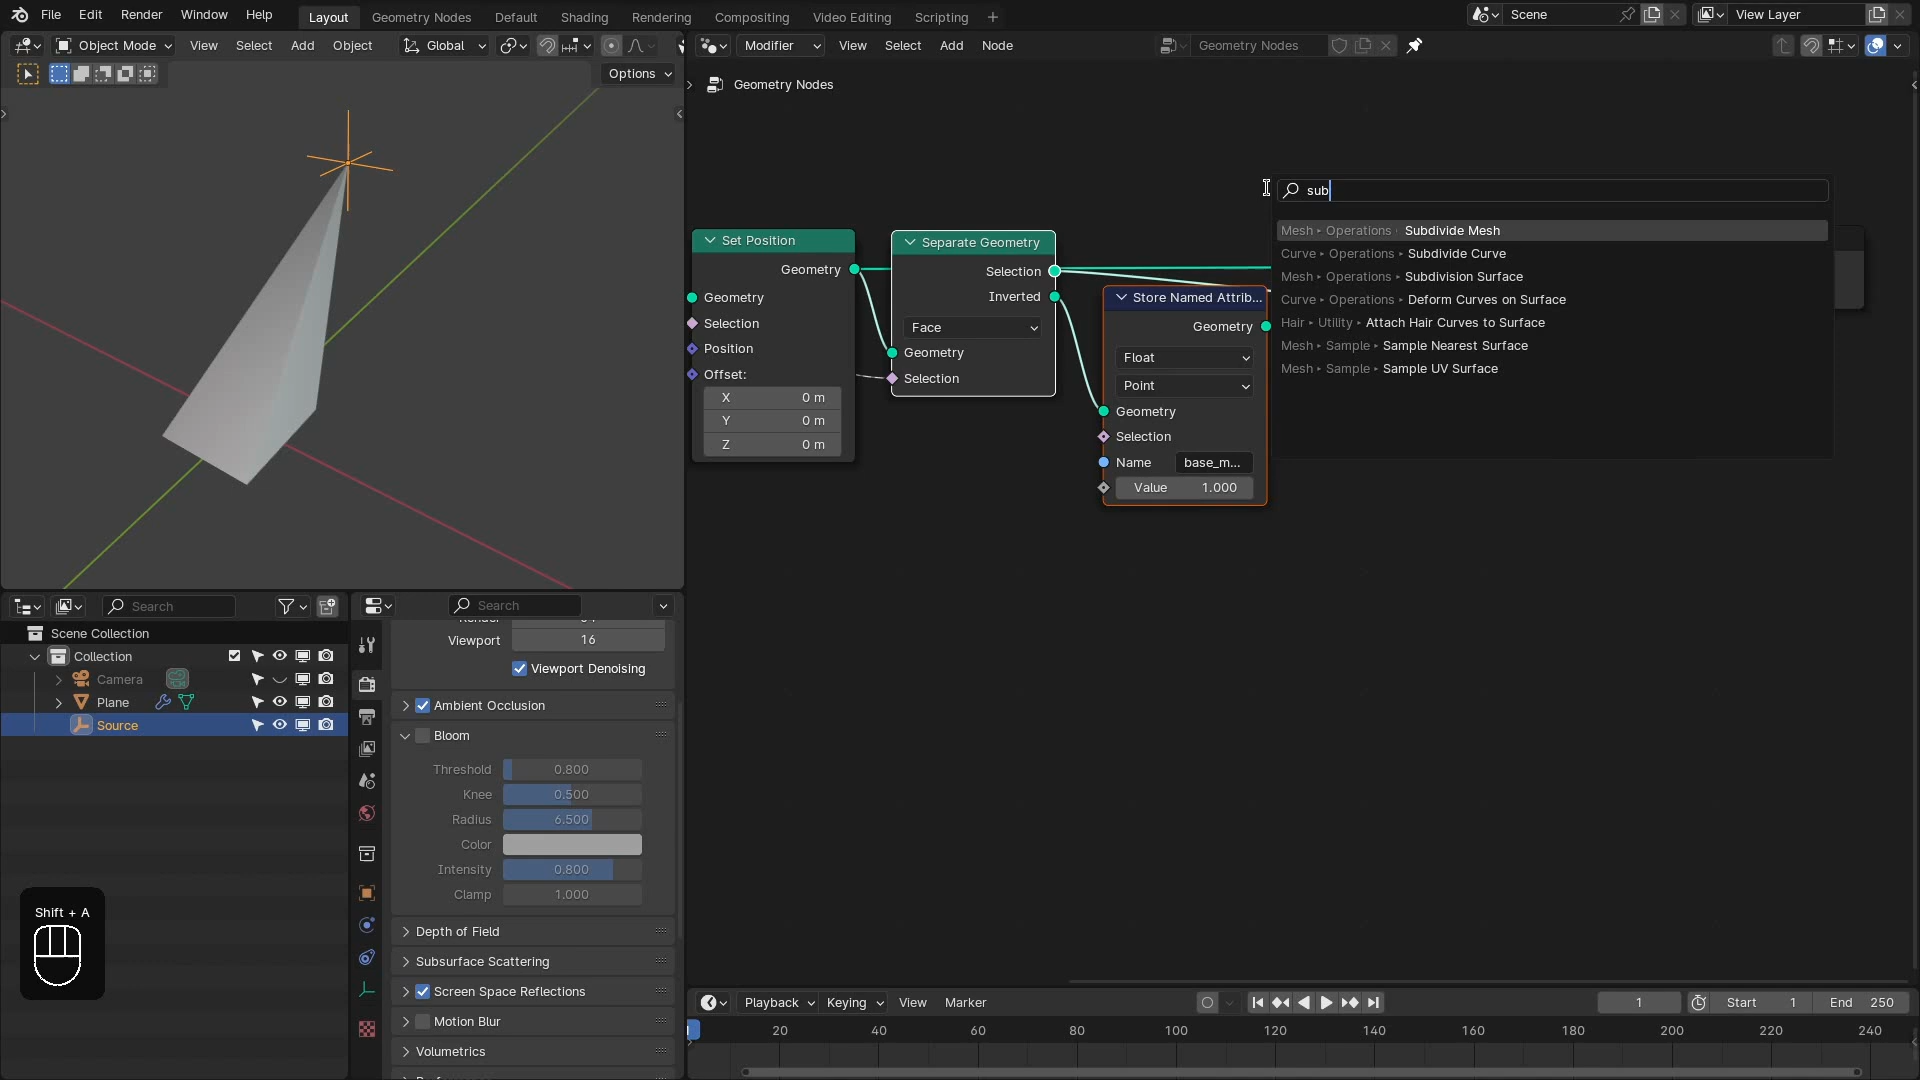 File Edit Render Window Help
Layout Geometry Nodes Default Shading Rendering Compositing Video Editing Scripting +
Scene
View Layer
Object Mode View Select Add Object Global
Options
Modifier View Select Add Node
Geometry Nodes
Geometry Nodes
sub
Mesh ▸ Operations ▸ Subdivide Mesh
Curve ▸ Operations ▸ Subdivide Curve
Mesh ▸ Operations ▸ Subdivision Surface
Curve ▸ Operations ▸ Deform Curves on Surface
Hair ▸ Utility ▸ Attach Hair Curves to Surface
Mesh ▸ Sample ▸ Sample Nearest Surface
Mesh ▸ Sample ▸ Sample UV Surface
Set Position
Geometry
Geometry
Selection
Position
Offset:
X 0 m
Y 0 m
Z 0 m
Separate Geometry
Selection
Inverted
Face
Geometry
Selection
Store Named Attrib...
Geometry
Float
Point
Geometry
Selection
Name base_m...
Value 1.000
Search
Scene Collection
Collection
Camera
Plane
Source
Search
Viewport 16
Viewport Denoising
Ambient Occlusion
Bloom
Threshold 0.800
Knee 0.500
Radius 6.500
Color
Intensity 0.800
Clamp 1.000
Depth of Field
Subsurface Scattering
Screen Space Reflections
Motion Blur
Volumetrics
Shift + A
Playback Keying View Marker
1 Start 1 End 250
20 40 60 80 100 120 140 160 180 200 220 240